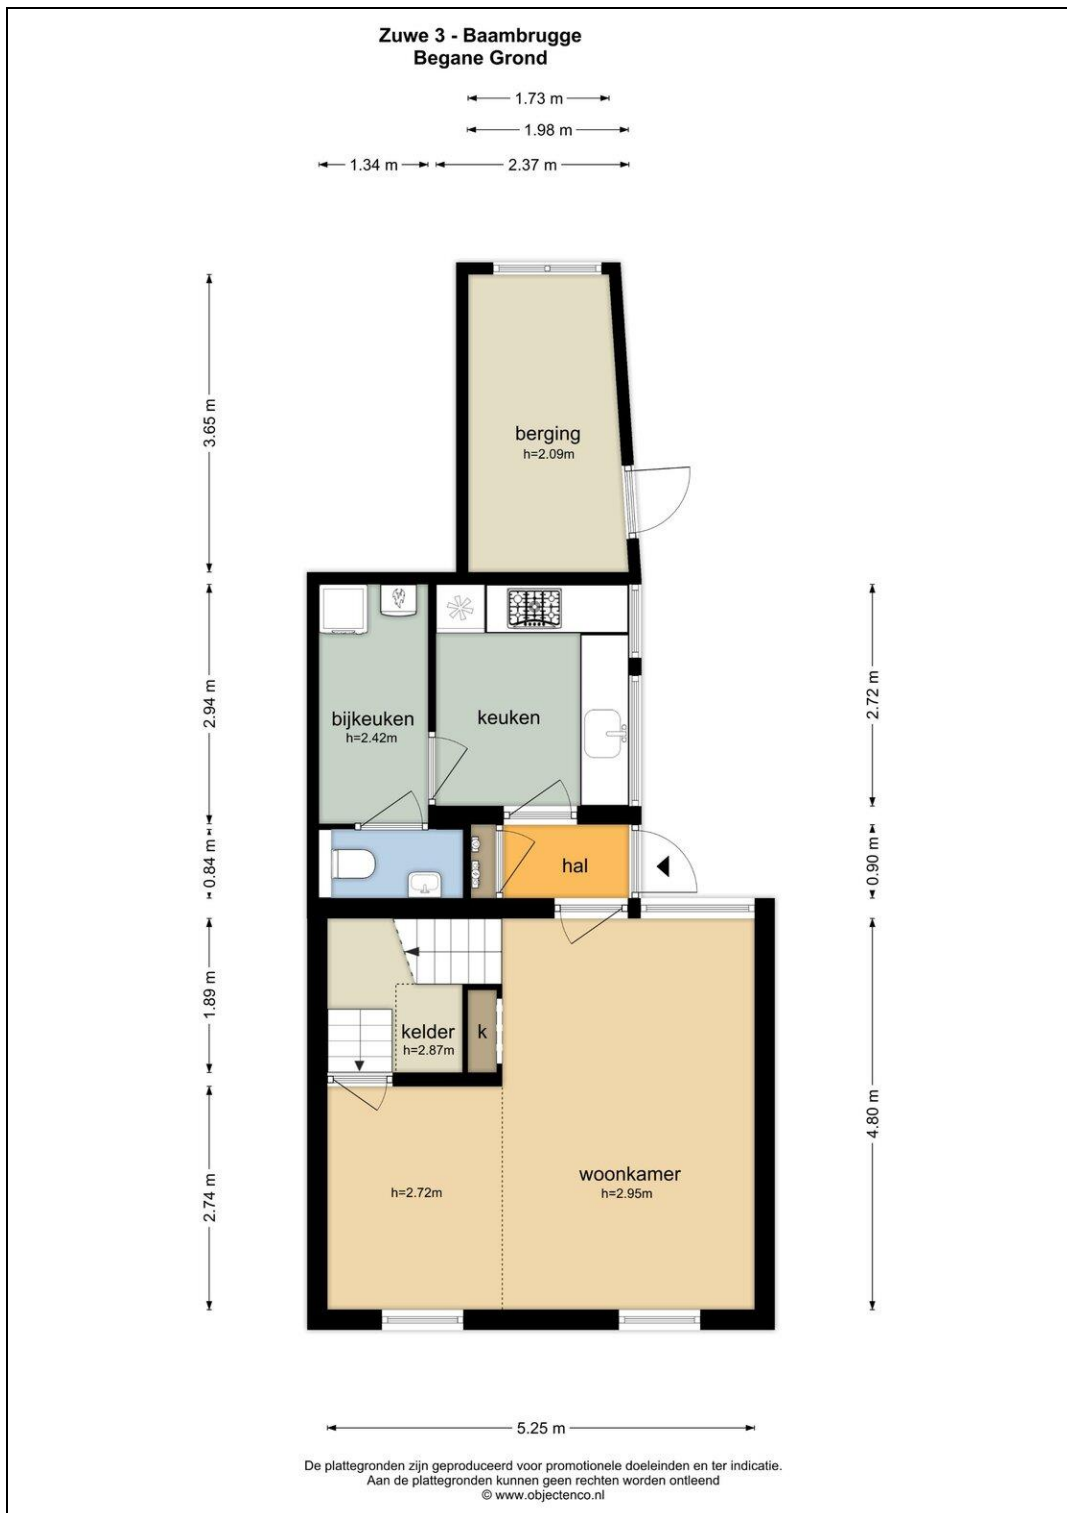 Zuwe 3 - Baambrugge
Begane Grond
1.73 m
1.98 m
1.34 m
2.37 m
3.65 m
berging
h=2.09m
2.94 m
2.72 m
bijkeuken
h=2.42m
keuken
0.84 m
0.90 m
hal
1.89 m
kelder
h=2.87m
k
4.80 m
2.74 m
h=2.72m
woonkamer
h=2.95m
5.25 m
De plattegronden zijn geproduceerd voor promotionele doeleinden en ter indicatie.
Aan de plattegronden kunnen geen rechten worden ontleend
© www.objectenco.nl